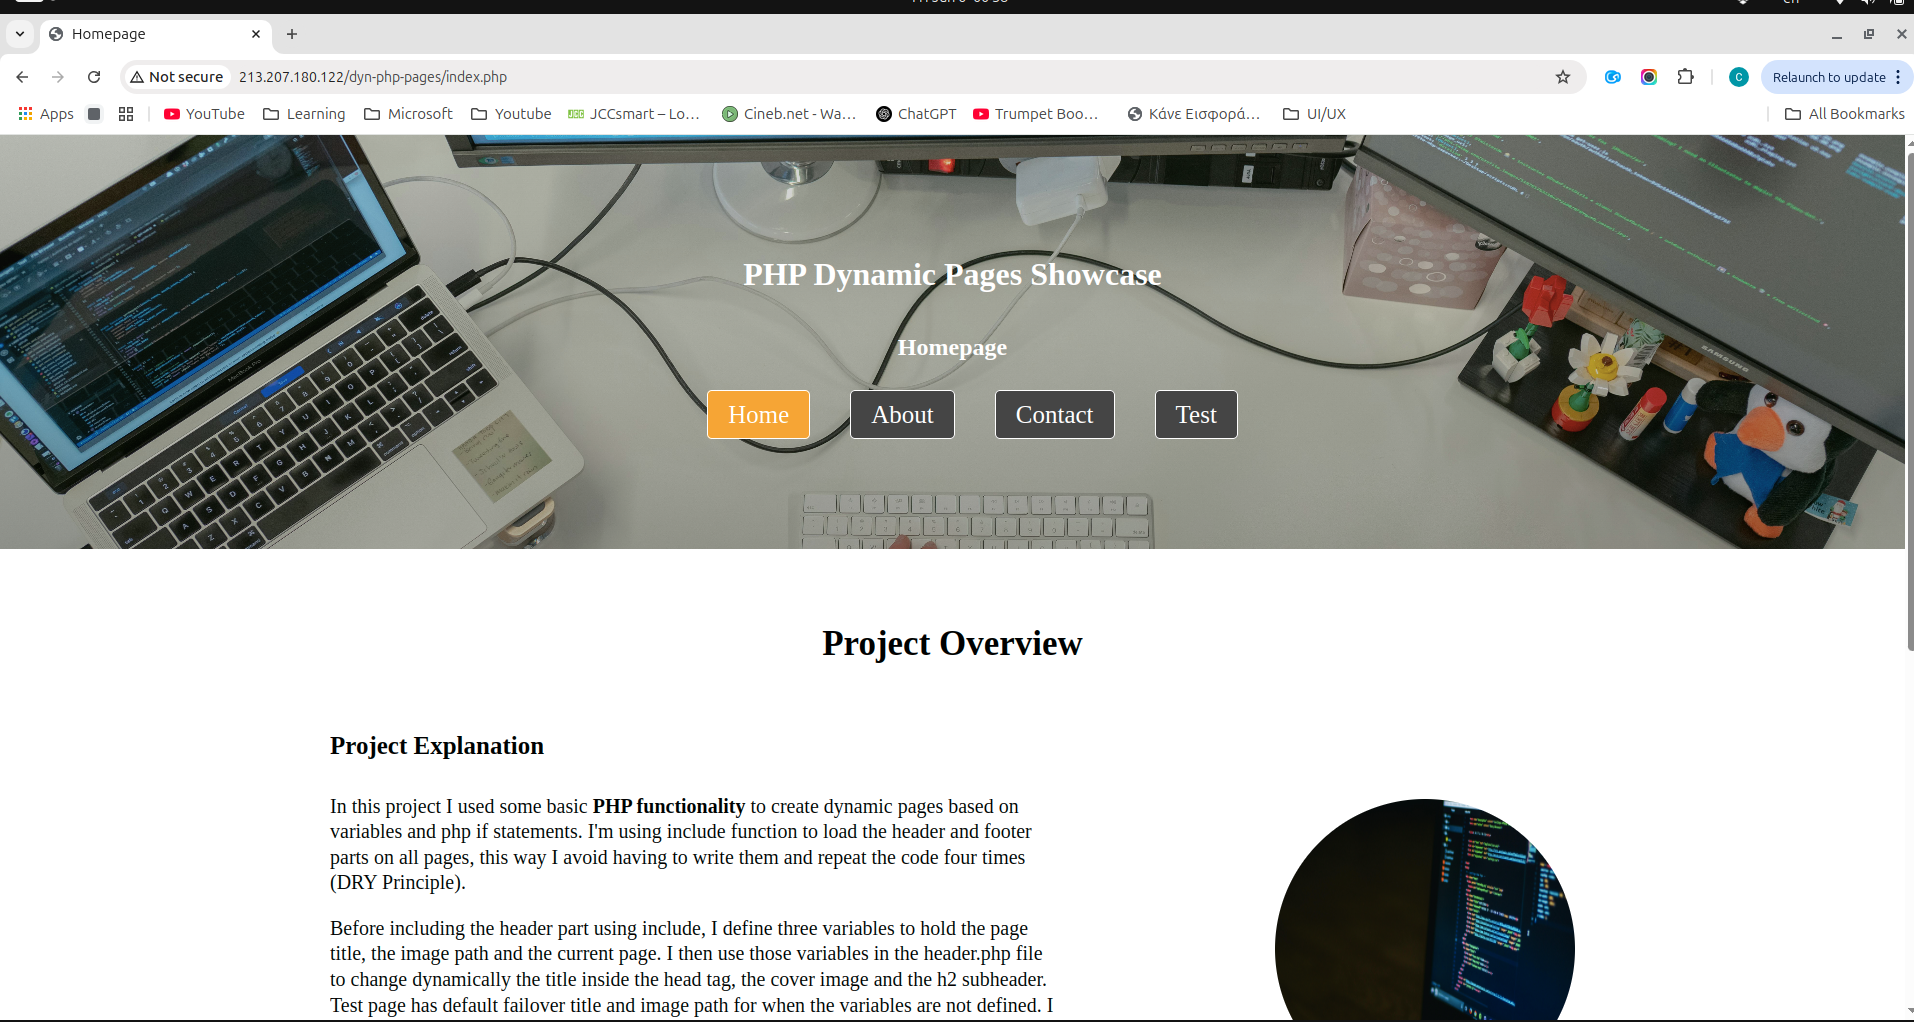 Homepage
Not secure 213.207.180.122/dyn-php-pages/index.php
C
Relaunch to update
Apps YouTube Learning Microsoft Youtube JCCsmart – Lo… Cineb.net - Wa… ChatGPT Trumpet Boo… Κάνε Εισφορά… UI/UX All Bookmarks
PHP Dynamic Pages Showcase
Homepage
Home About Contact Test
SAMSUNG
Project Overview
Project Explanation
In this project I used some basic PHP functionality to create dynamic pages based on
variables and php if statements. I'm using include function to load the header and footer
parts on all pages, this way I avoid having to write them and repeat the code four times
(DRY Principle).
Before including the header part using include, I define three variables to hold the page
title, the image path and the current page. I then use those variables in the header.php file
to change dynamically the title inside the head tag, the cover image and the h2 subheader.
Test page has default failover title and image path for when the variables are not defined. I